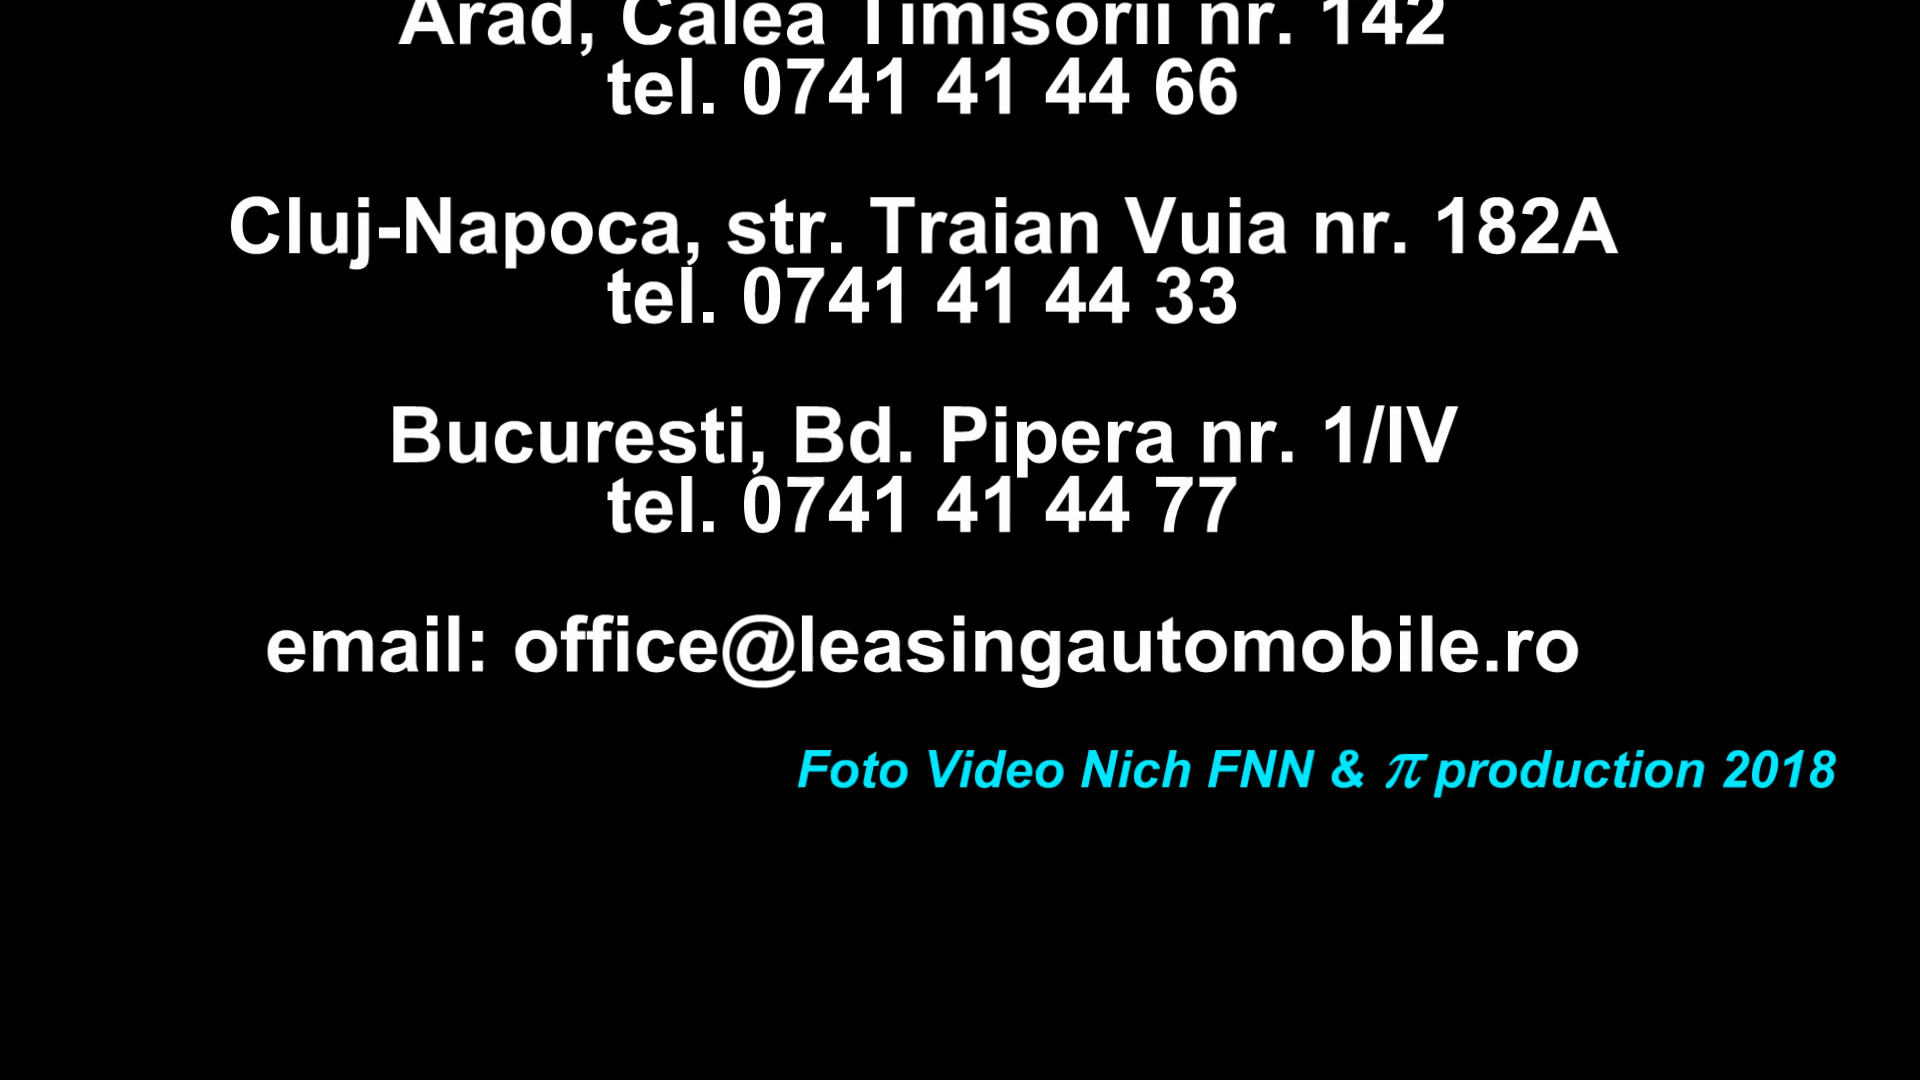 Arad, Calea Timisorii nr. 142
tel. 0741 41 44 66
Cluj-Napoca, str. Traian Vuia nr. 182A
tel. 0741 41 44 33
Bucuresti, Bd. Pipera nr. 1/IV
tel. 0741 41 44 77
email: office@leasingautomobile.ro
Foto Video Nich FNN & π production 2018